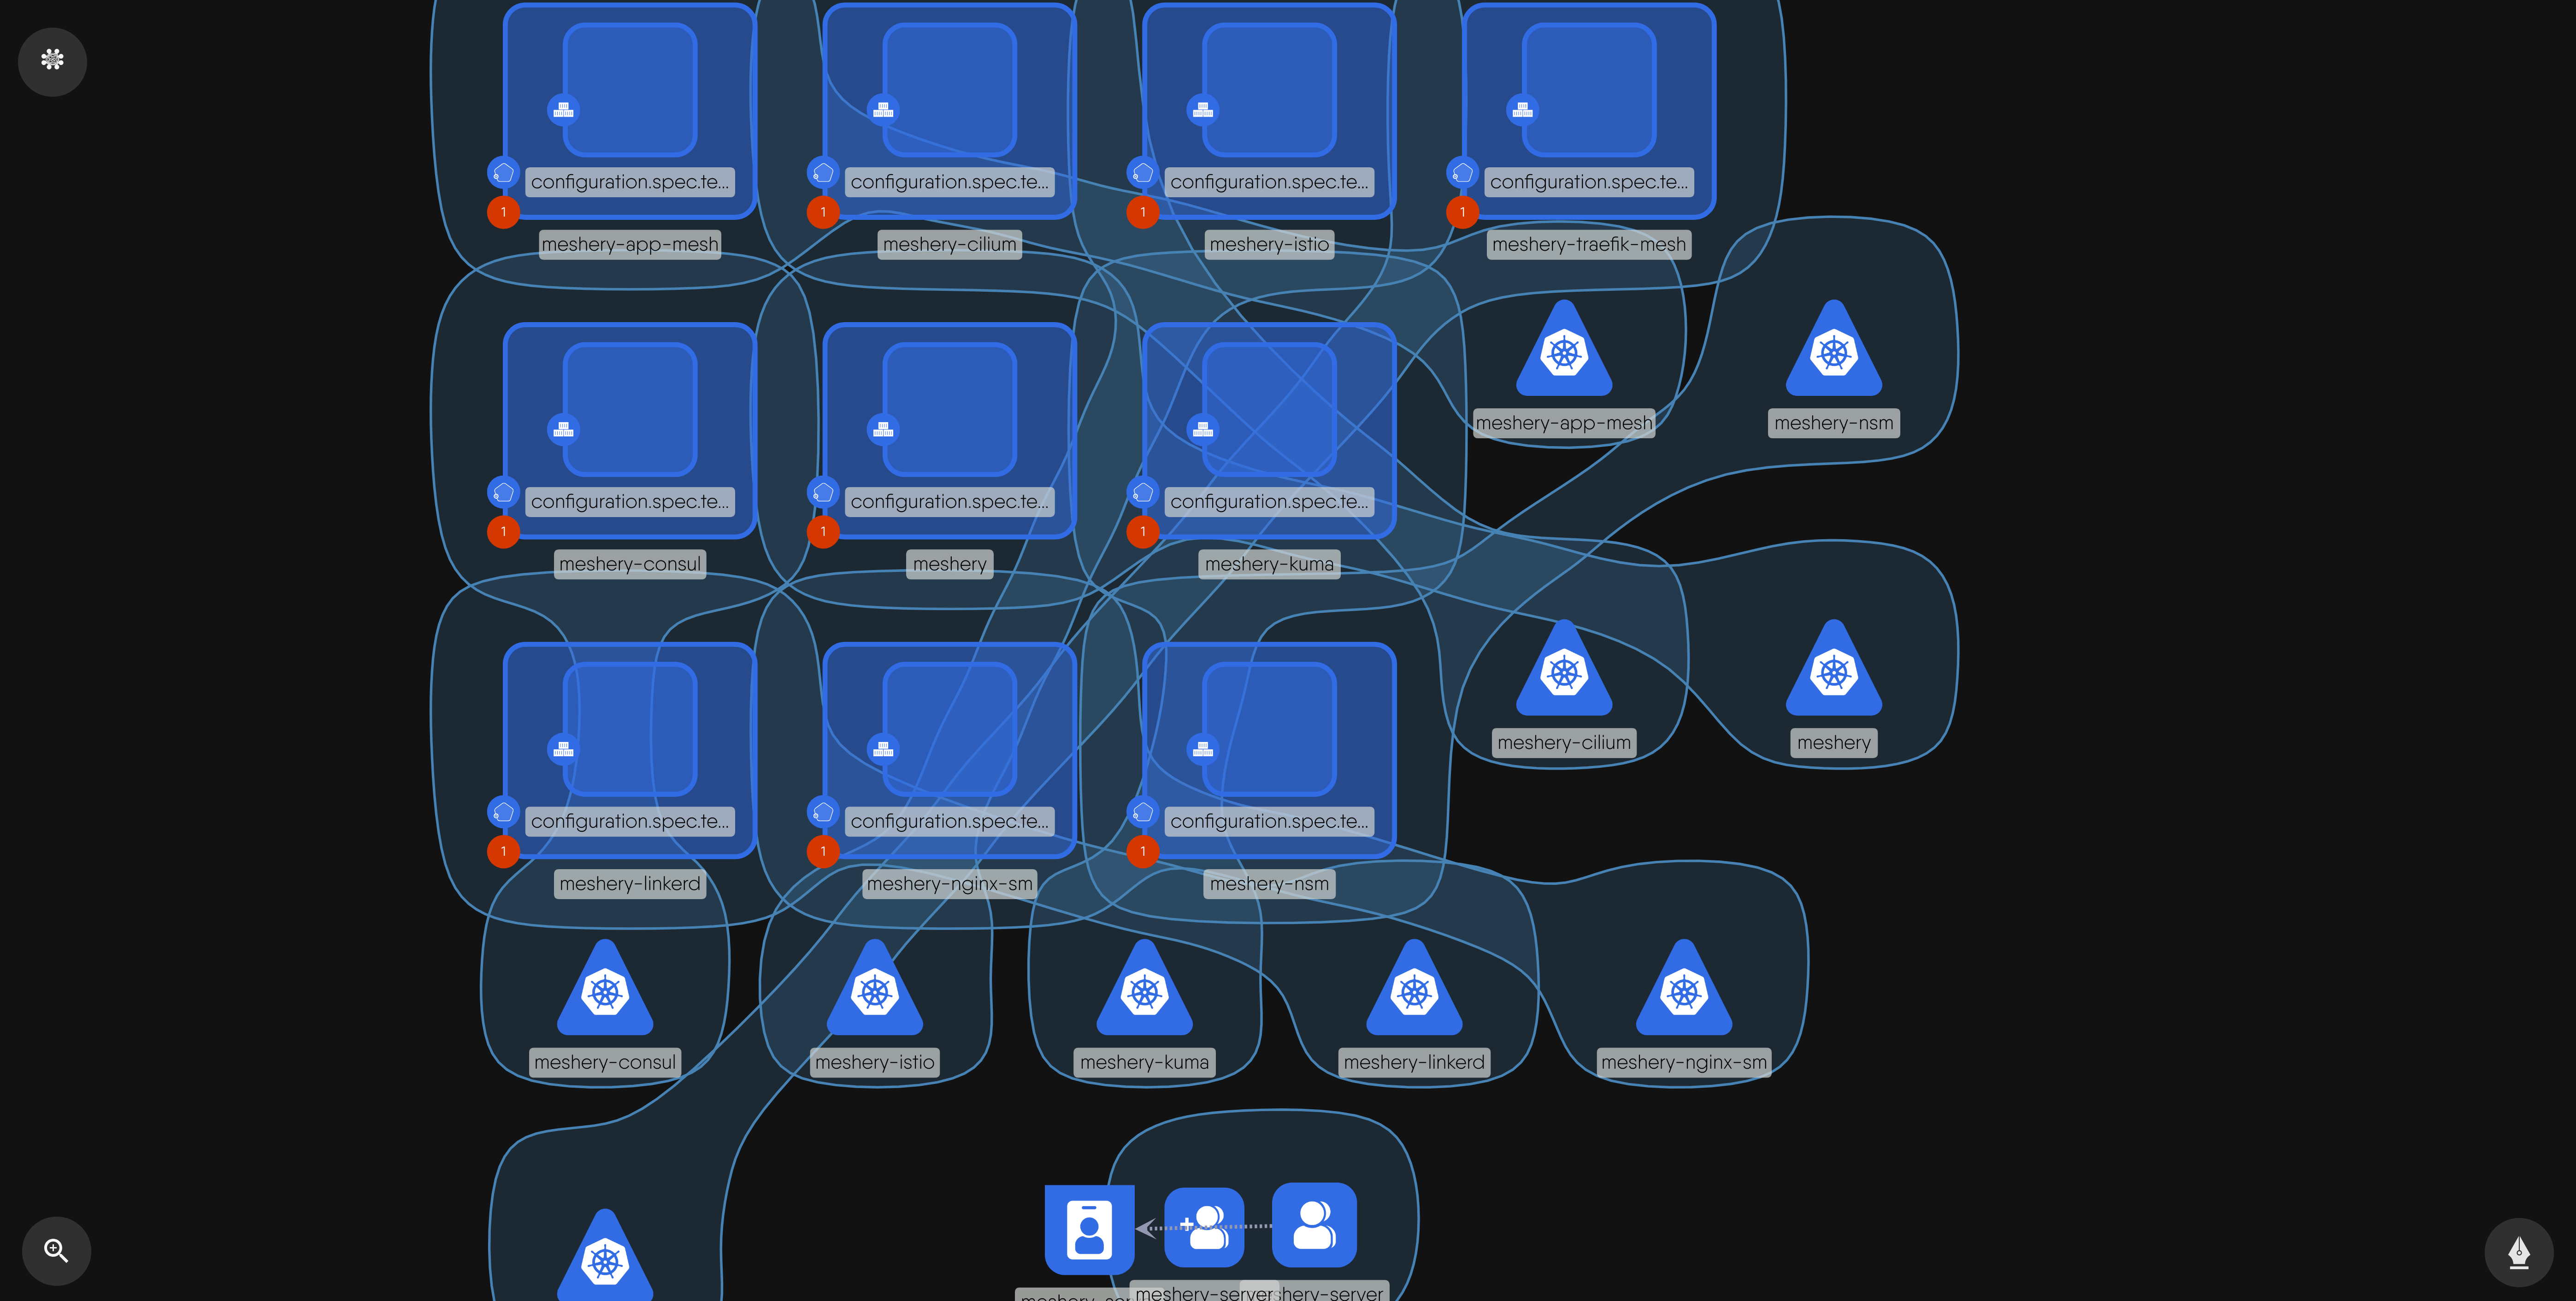 configuration.spec.te...
configuration.spec.te...
configuration.spec.te...
configuration.spec.te...
1
1
1
1
meshery-app-mesh
meshery-cilium
meshery-istio
meshery-traefik-mesh
meshery-app-mesh
meshery-nsm
configuration.spec.te...
configuration.spec.te...
configuration.spec.te...
1
1
1
meshery-consul
meshery
meshery-kuma
meshery-cilium
meshery
configuration.spec.te...
configuration.spec.te...
configuration.spec.te...
1
1
1
meshery-linkerd
meshery-nginx-sm
meshery-nsm
meshery-consul
meshery-istio
meshery-kuma
meshery-linkerd
meshery-nginx-sm
meshery-server